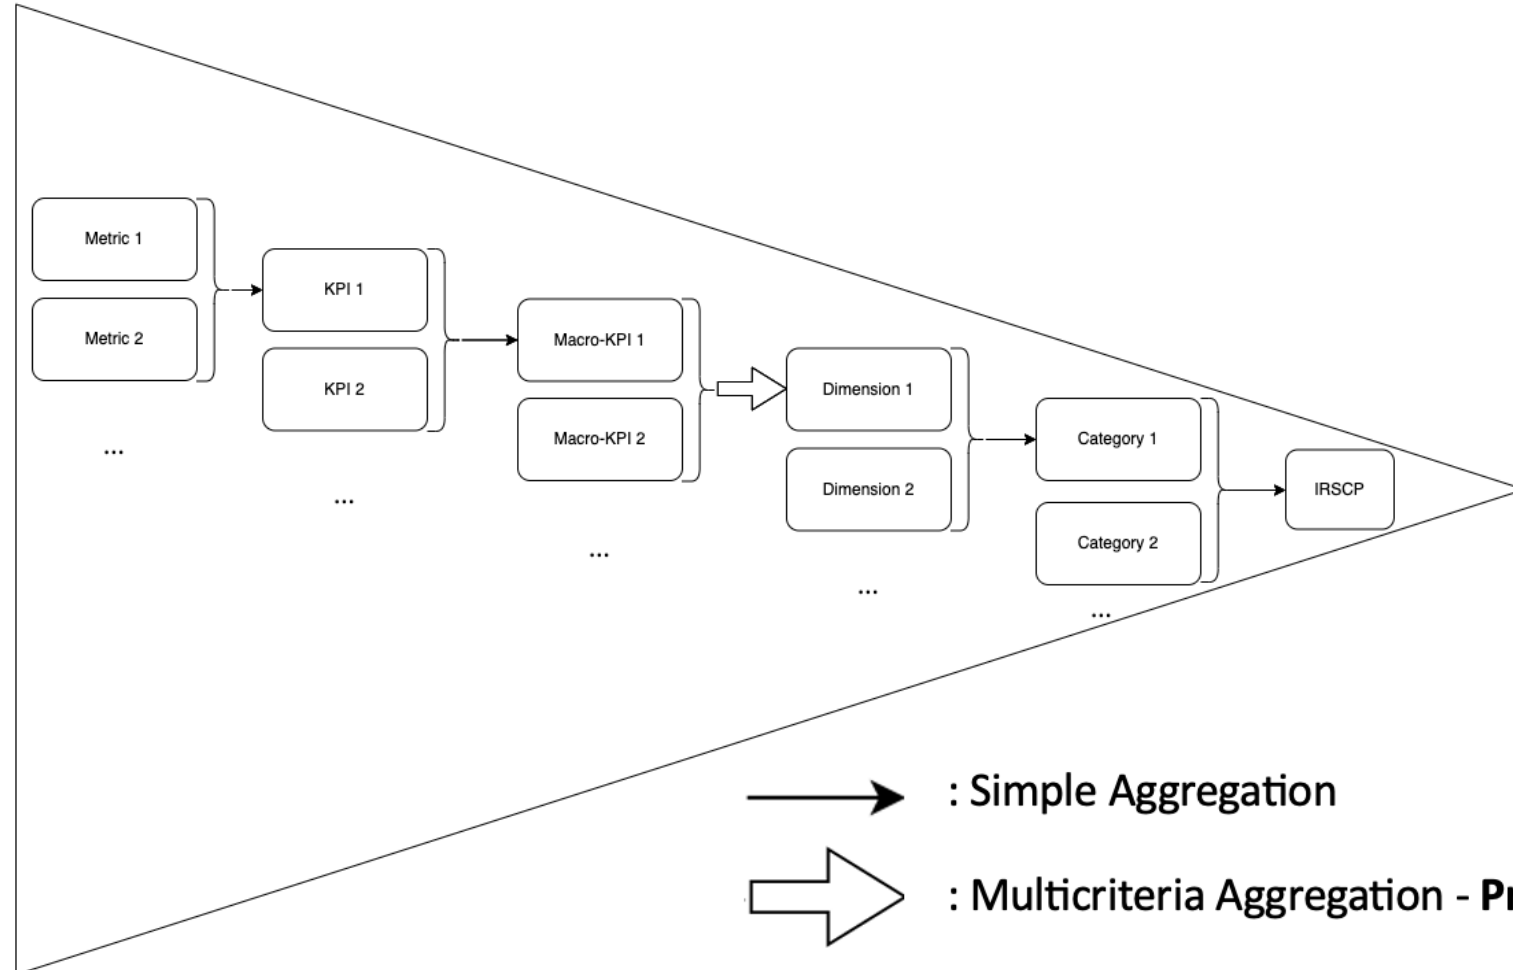 Metric 1
Metric 2
...
KPI 1
KPI 2
...
Macro-KPI 1
Macro-KPI 2
...
Dimension 1
Dimension 2
...
Category 1
Category 2
...
IRSCP
: Simple Aggregation
: Multicriteria Aggregation -